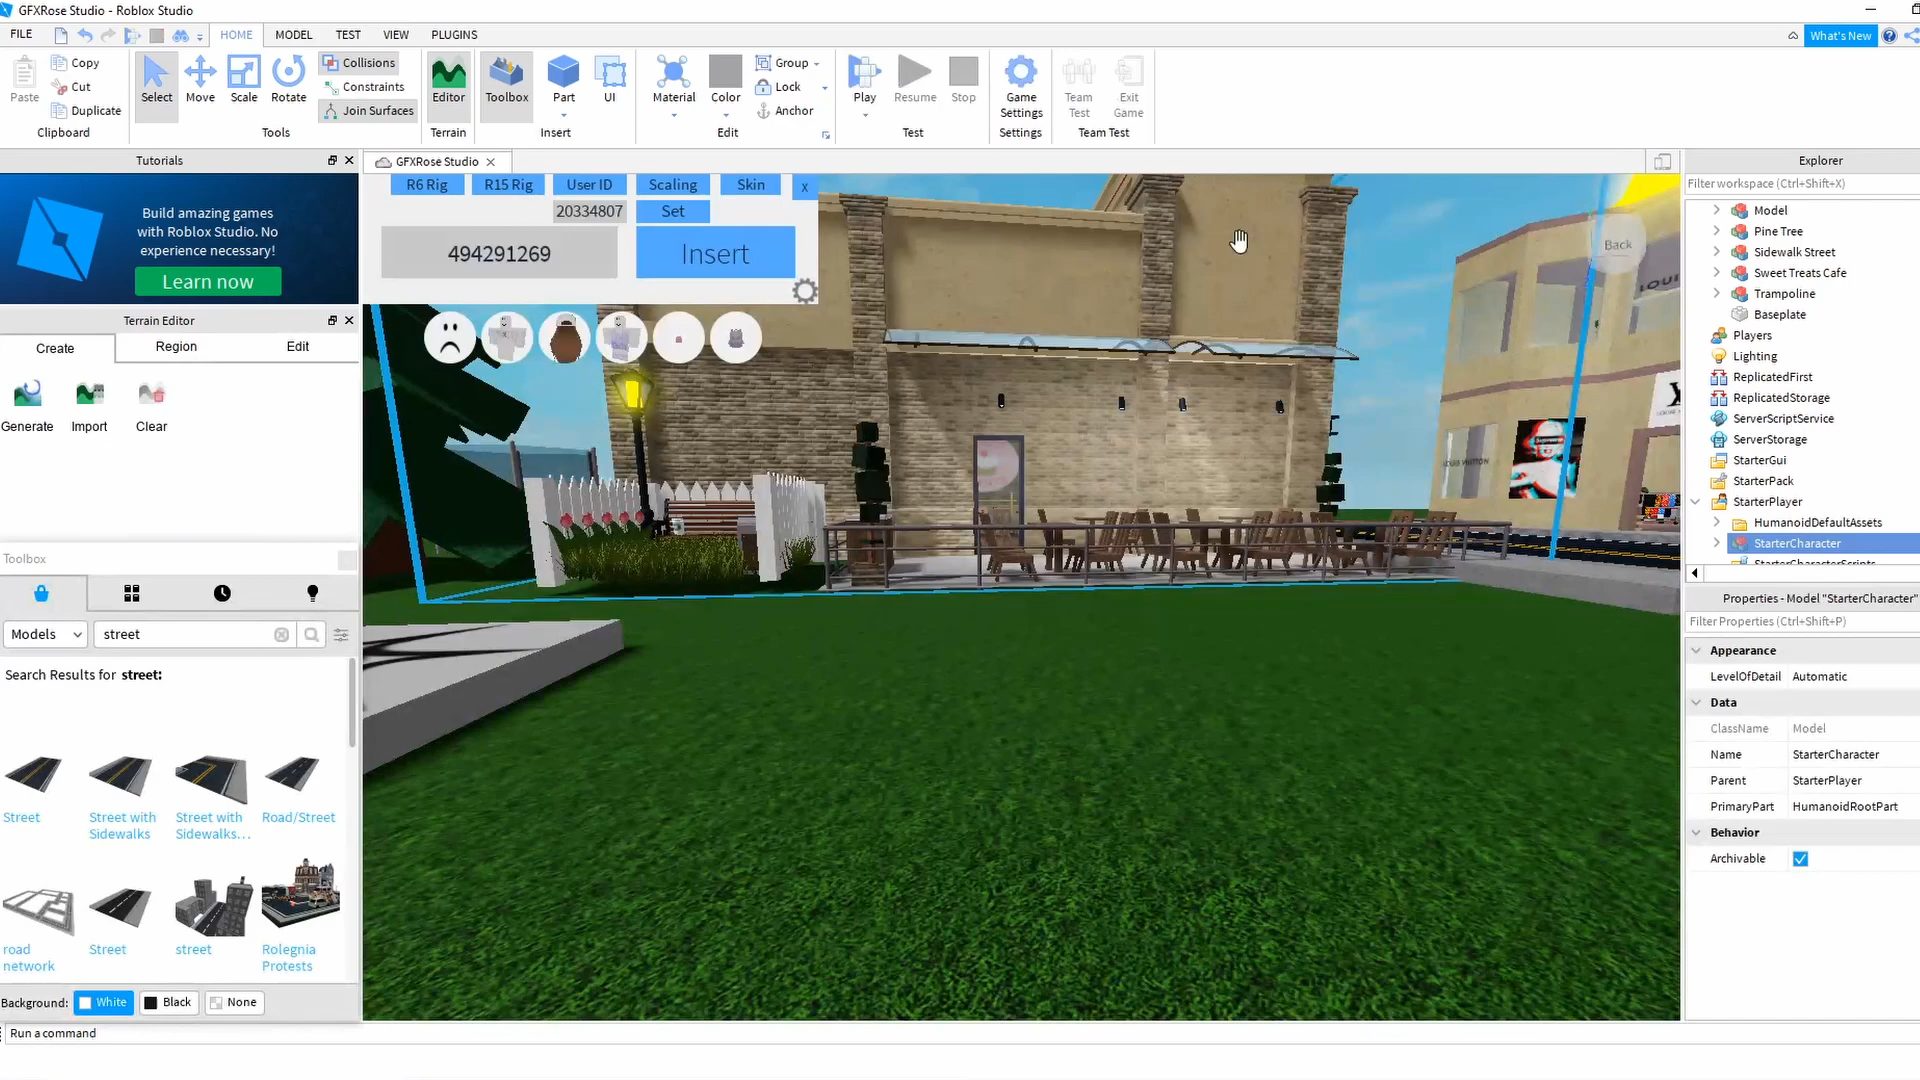 GFXRose Studio - Roblox Studio
FILE
HOME
MODEL
TEST
VIEW
PLUGINS
What's New
Paste
Copy
Cut
Duplicate
Clipboard
Select
Move
Scale
Rotate
Collisions
Constraints
Join Surfaces
Tools
Editor
Terrain
Toolbox
Part
UI
Insert
Material
Color
Group
Lock
Anchor
Edit
Play
Resume
Stop
Test
Game
Settings
Settings
Team
Test
Exit
Game
Team Test
Tutorials
Build amazing games
with Roblox Studio. No
experience necessary!
Learn now
Terrain Editor
Create
Region
Edit
Generate
Import
Clear
Toolbox
Models
street
Search Results for street:
Street
Street with
Sidewalks
Street with
Sidewalks...
Road/Street
road
network
Street
street
Rolegnia
Protests
Background:
White
Black
None
Run a command
GFXRose Studio
R6 Rig
R15 Rig
User ID
Scaling
Skin
x
20334807
Set
494291269
Insert
Back
LOUIS VUITTON
Explorer
Filter workspace (Ctrl+Shift+X)
Model
Pine Tree
Sidewalk Street
Sweet Treats Cafe
Trampoline
Baseplate
Players
Lighting
ReplicatedFirst
ReplicatedStorage
ServerScriptService
ServerStorage
StarterGui
StarterPack
StarterPlayer
HumanoidDefaultAssets
StarterCharacter
StarterCharacterScripts
Properties - Model "StarterCharacter"
Filter Properties (Ctrl+Shift+P)
Appearance
LevelOfDetail Automatic
Data
ClassName Model
Name StarterCharacter
Parent StarterPlayer
PrimaryPart HumanoidRootPart
Behavior
Archivable